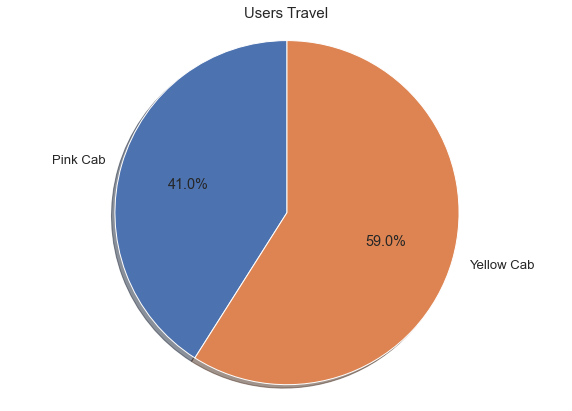 Users Travel
Pink Cab
41.0%
59.0%
Yellow Cab